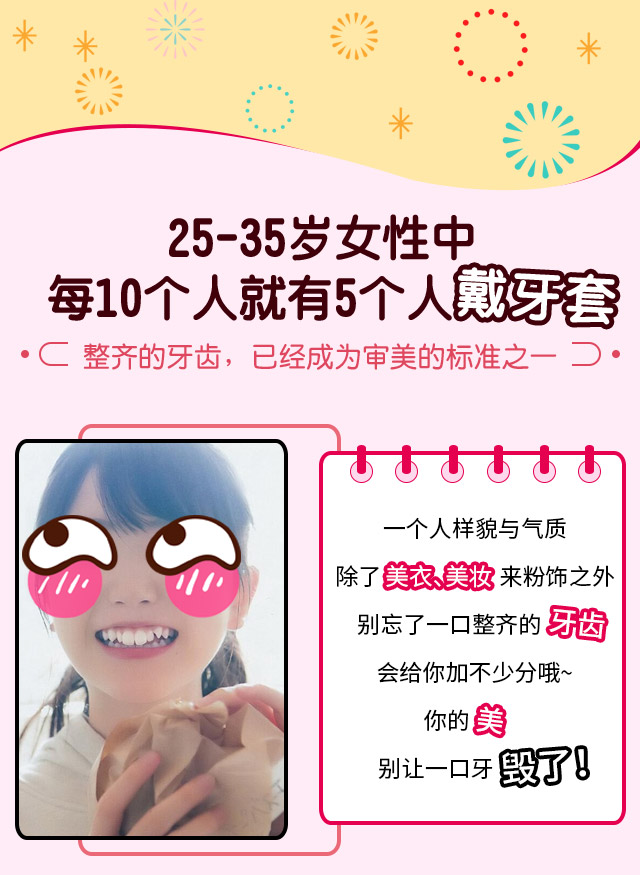 25-35岁女性中
每10个人就有5个人戴牙套
整齐的牙齿，已经成为审美的标准之一
一个人样貌与气质
除了美衣、美妆来粉饰之外
别忘了一口整齐的牙齿
会给你加不少分哦~
你的美
别让一口牙毁了！